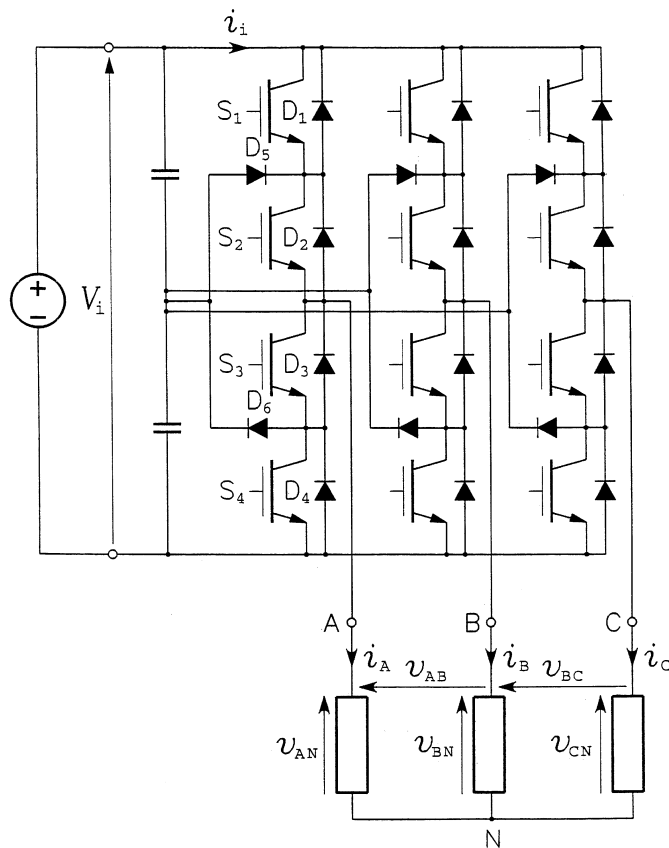 i_i
S_1
D_1
D_5
S_2
D_2
+
−
V_i
S_3
D_3
D_6
S_4
D_4
A
B
C
i_A
v_AB
i_B
v_BC
i_C
v_AN
v_BN
v_CN
N